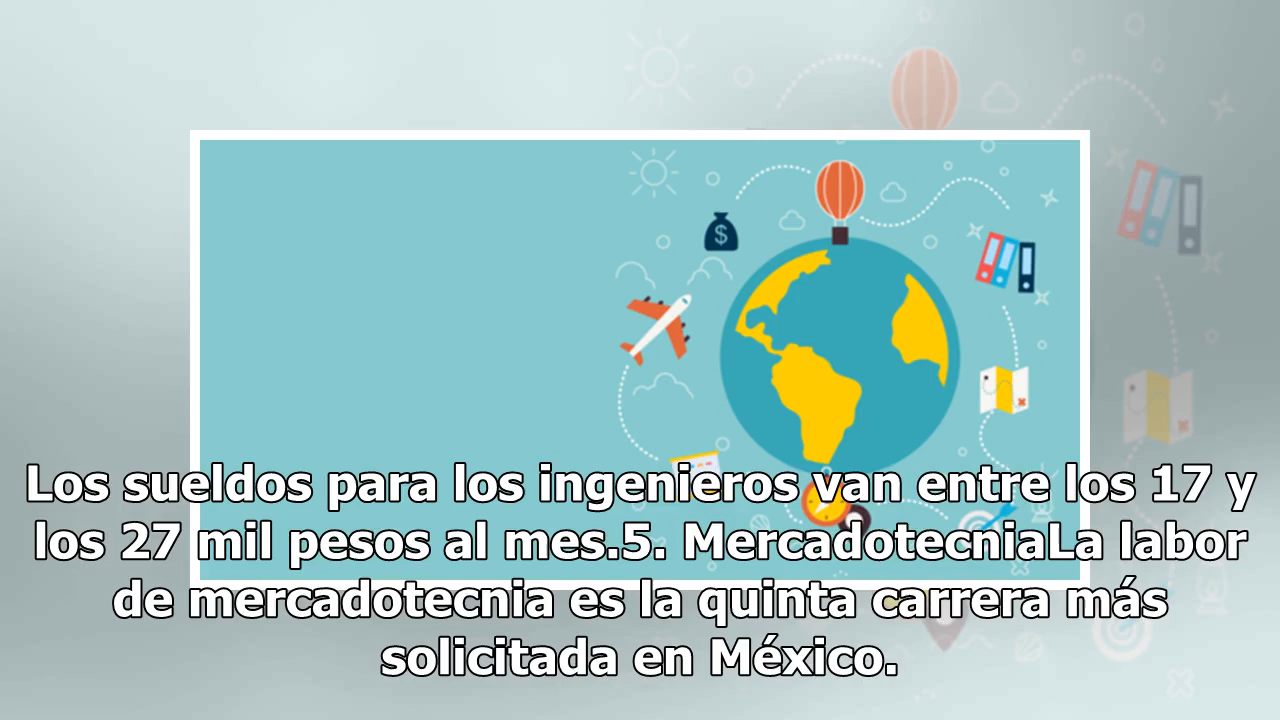 $
Los sueldos para los ingenieros van entre los 17 y
los 27 mil pesos al mes.5. MercadotecniaLa labor
de mercadotecnia es la quinta carrera más
solicitada en México.